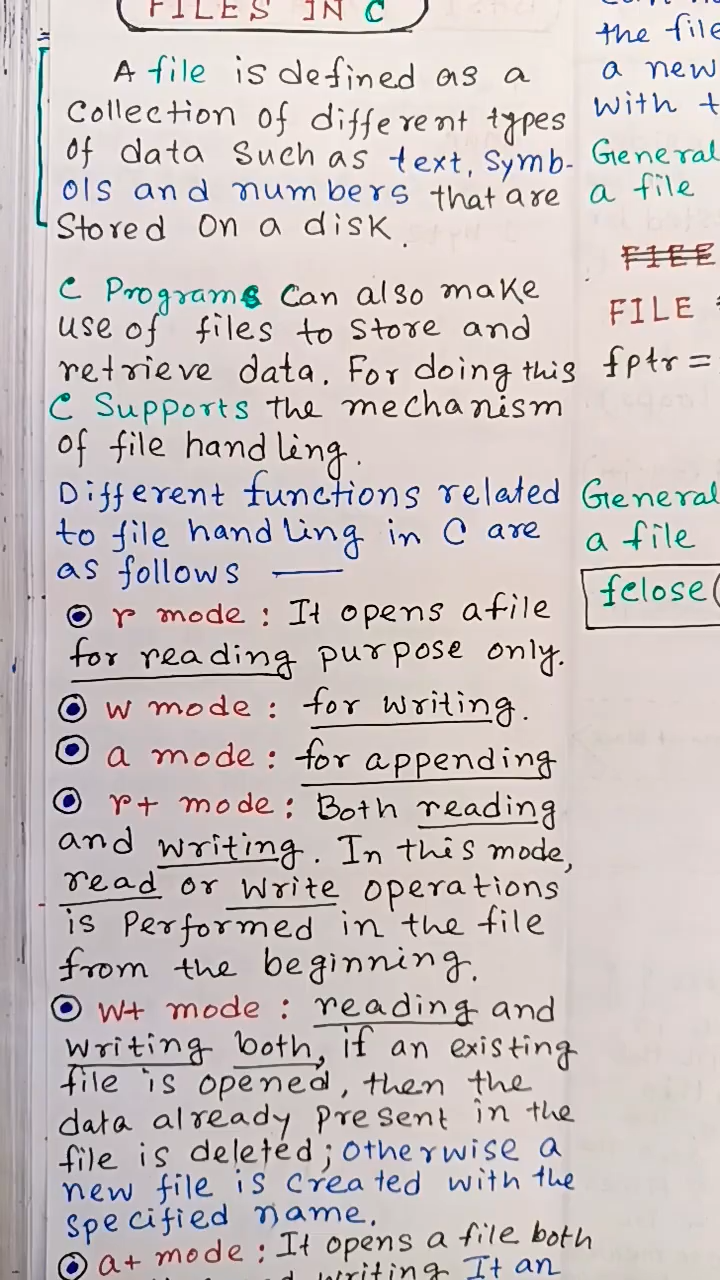 FILES IN C
A file is defined as a
Collection of different types
of data such as text, Symb-
ols and numbers that are
Stored on a disk.
C Programs Can also make
use of files to store and
retrieve data. For doing this
C Supports the mechanism
of file handling.
Different functions related
to file handling in C are
as follows —
r mode : It opens a file
for reading purpose only.
w mode : for writing.
a mode : for appending
r+ mode : Both reading
and writing. In this mode,
read or write operations
is Performed in the file
from the beginning.
w+ mode : reading and
writing both, if an existing
file is opened, then the
data already present in the
file is deleted; otherwise a
new file is created with the
specified name.
a+ mode : It opens a file both
writing It an
the file
a new
with
General
a file
FILE
fptr =
General
a file
fclose(